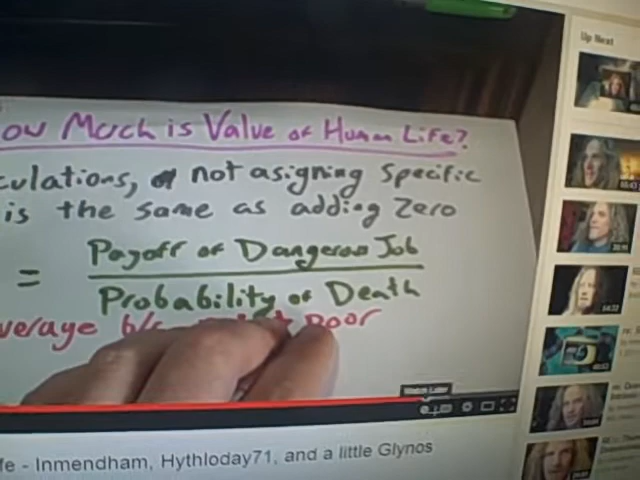 ow Much is Value of Human Life?
culations, or not asigning Specific
is the same as adding Zero
= Payoff of Dangerous Job
Probability of Death
verage b/c poor
Watch Later
fe - Inmendham, Hythloday71, and a little Glynos
Up Next